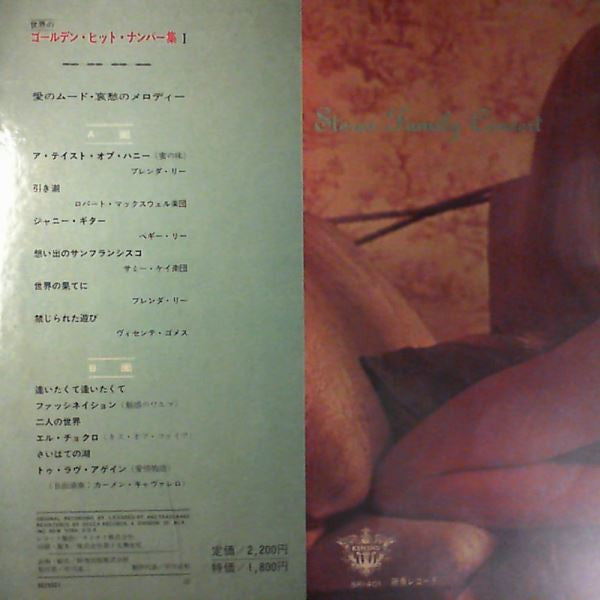 世界の
ゴールデン・ヒット・ナンバー集 1
愛のムード・哀愁のメロディー
A 面
ア・テイスト・オブ・ハニー (蜜の味)
ブレンダ・リー
引き潮
ロバート・マックスウェル楽団
ジャニー・ギター
ペギー・リー
想い出のサンフランシスコ
サミー・ケイ楽団
世界の果てに
ブレンダ・リー
禁じられた遊び
ヴィセンテ・ゴメス
B 面
逢いたくて逢いたくて
ファッシネイション (魅惑のワルツ)
二人の世界
エル・チョクロ (キス・オブ・ファイヤ)
さいはての湖
トゥ・ラヴ・アゲイン (愛情物語)
(B面演奏:カーメン・キャヴァレロ)
定価/2,200円
特価/1,800円
Stereo Family Concert